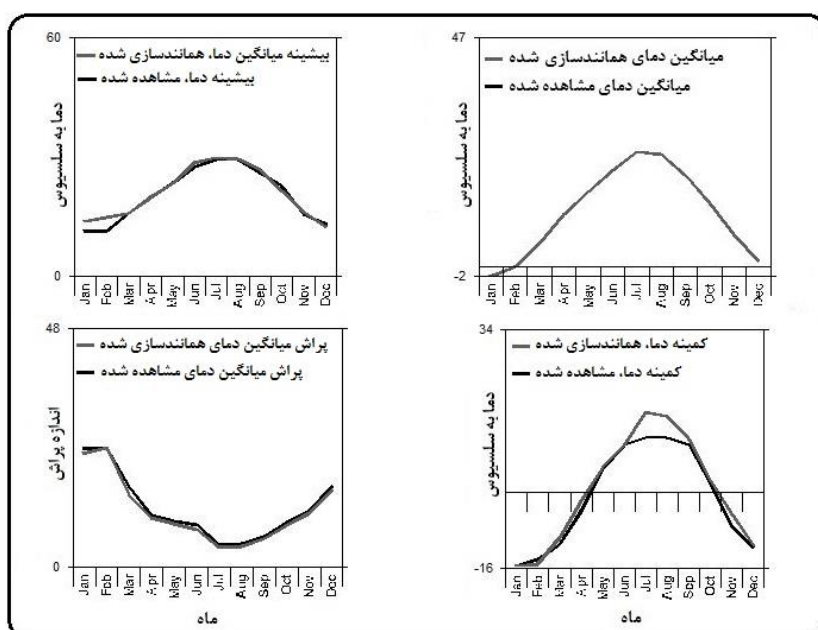 60
بیشینه میانگین دما، همانندسازی شده
بیشینه دما، مشاهده شده
دما به سلسیوس
0
Jan Feb Mar Apr May Jun Jul Aug Sep Oct Nov Dec
47
میانگین دمای همانندسازی شده
میانگین دمای مشاهده شده
دما به سلسیوس
-2
Jan Feb Mar Apr May Jun Jul Aug Sep Oct Nov Dec
48
پراش میانگین دمای همانندسازی شده
پراش میانگین دمای مشاهده شده
اندازه پراش
0
Jan Feb Mar Apr May Jun Jul Aug Sep Oct Nov Dec
ماه
34
کمینه دما، همانندسازی شده
کمینه دما، مشاهده شده
دما به سلسیوس
-16
Jan Feb Mar Apr May Jun Jul Aug Sep Oct Nov Dec
ماه